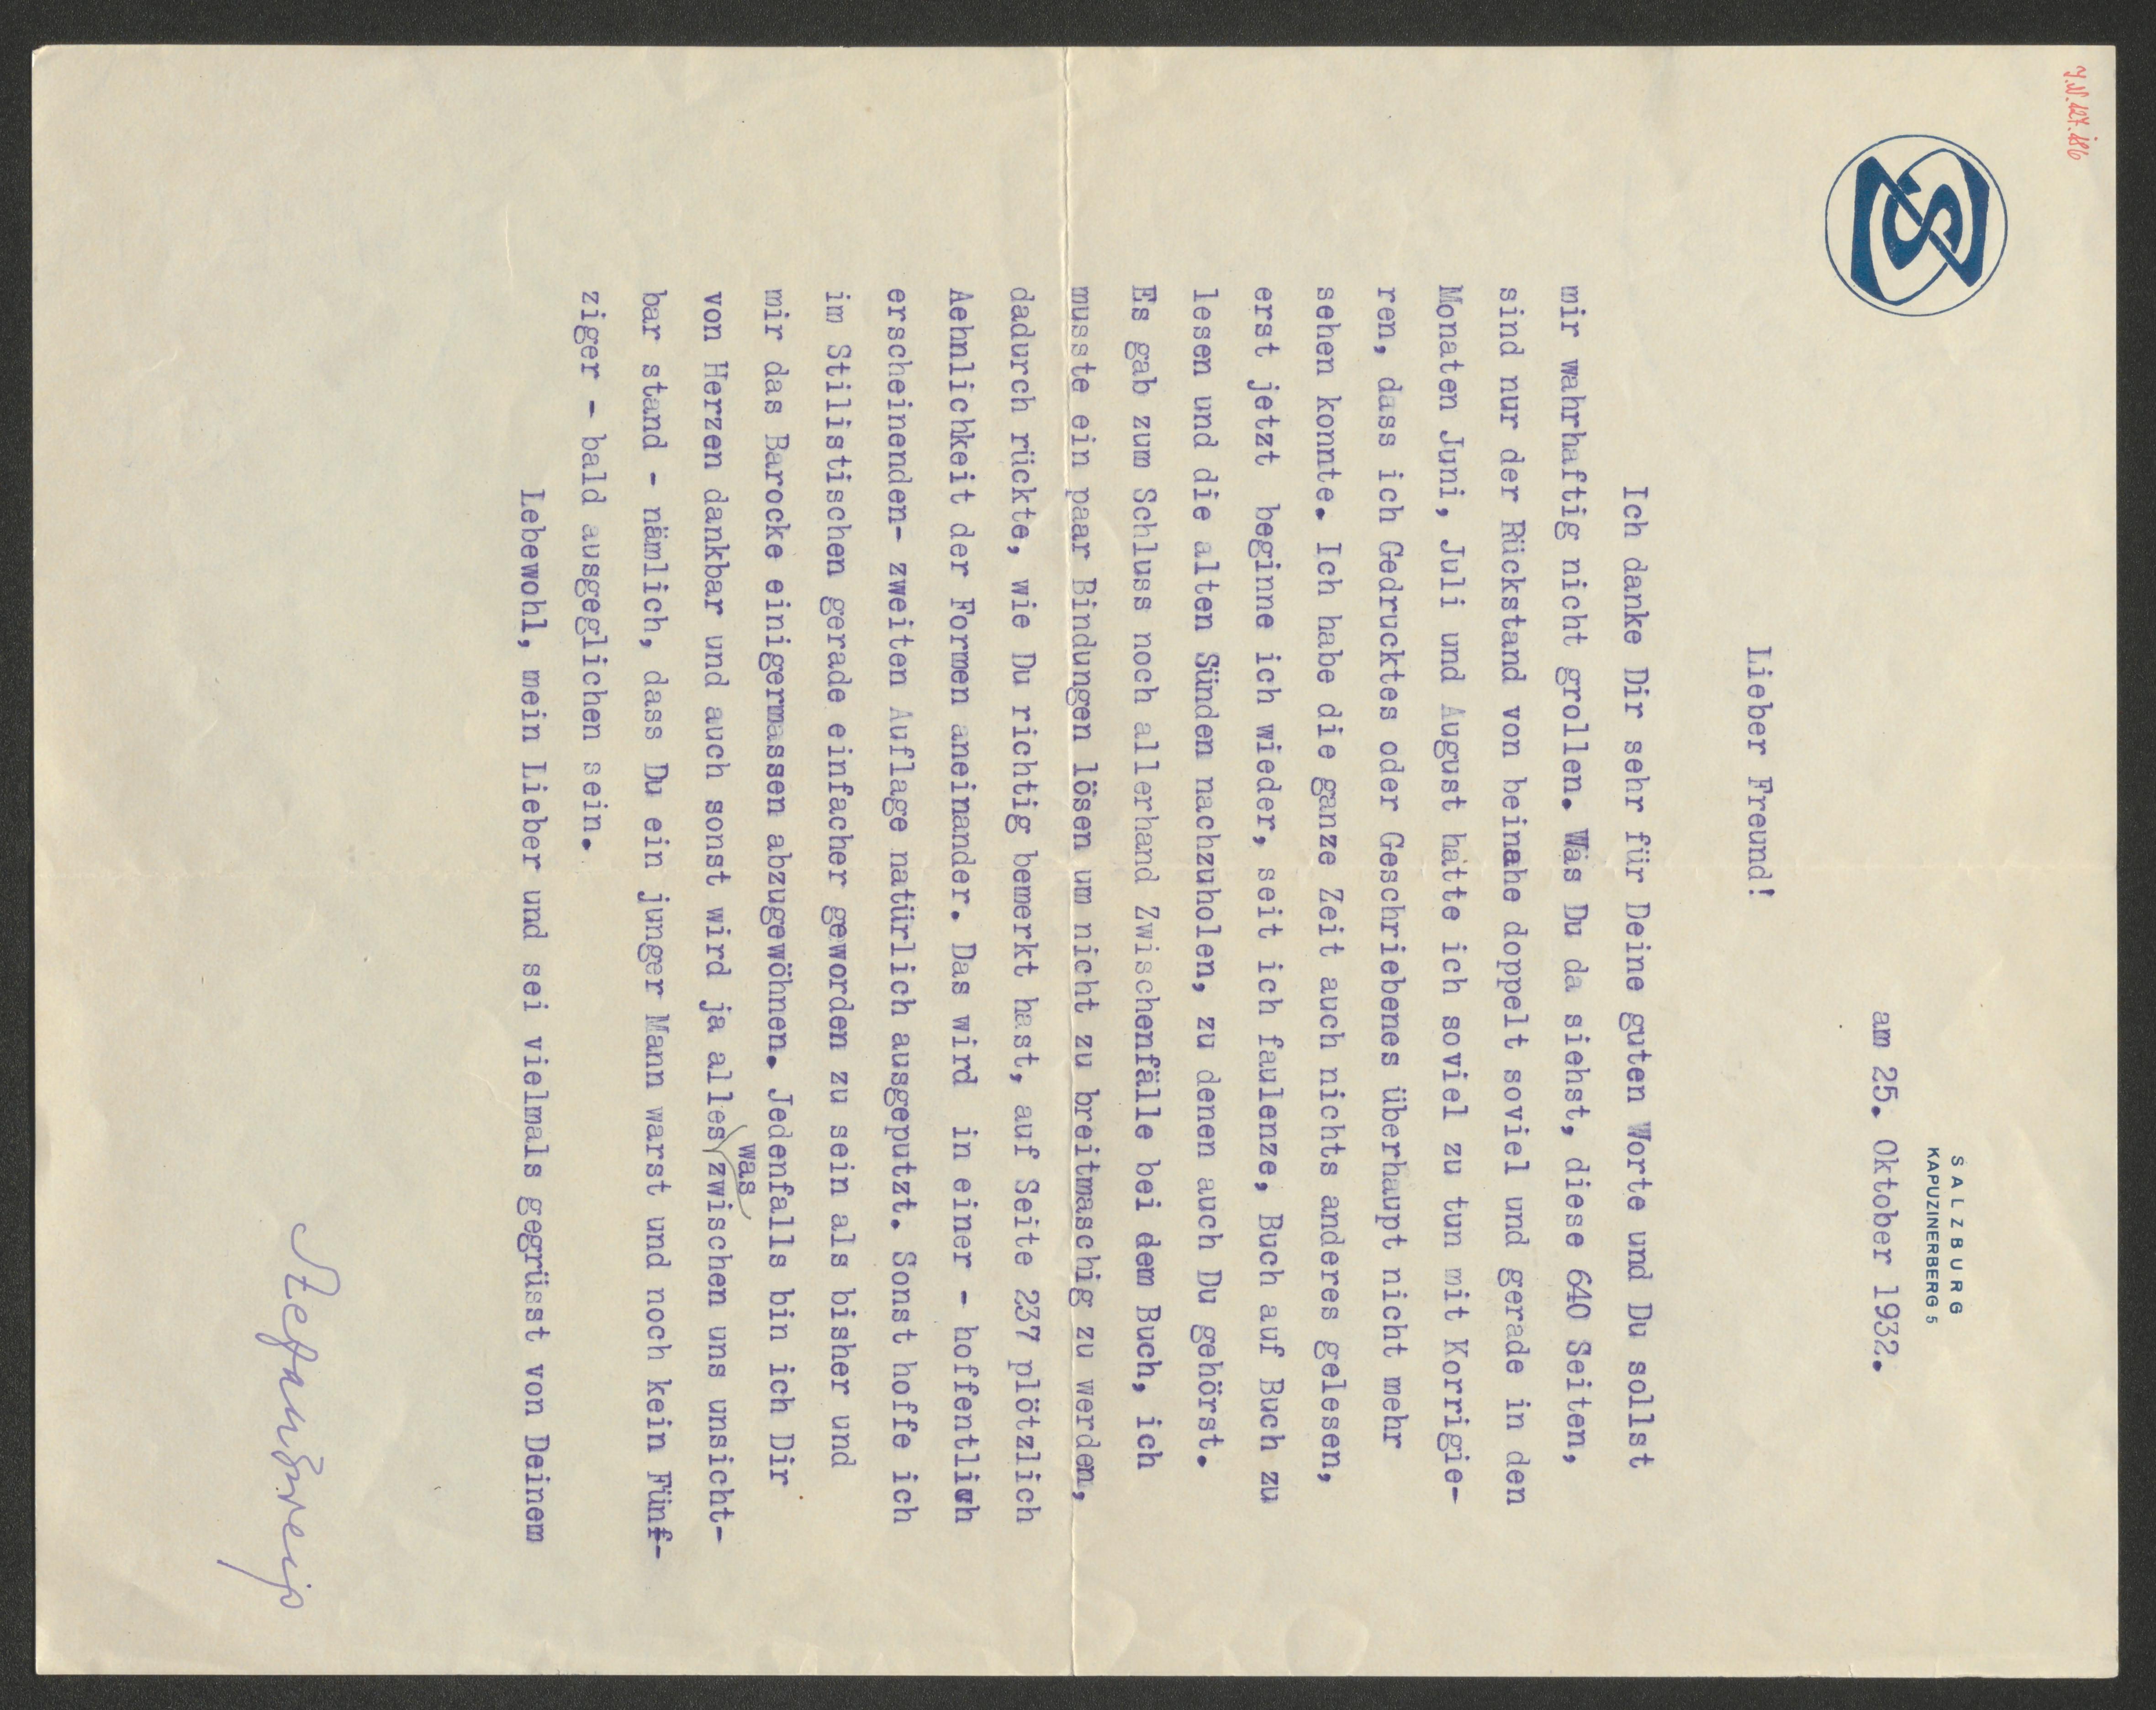 J.N. 127.186
SZ
SALZBURG
KAPUZINERBERG 5
am 25. Oktober 1932.
Lieber Freund!
Ich danke Dir sehr für Deine guten Worte und Du sollst
mir wahrhaftig nicht grollen. Was Du da siehst, diese 640 Seiten,
sind nur der Rückstand von beinahe doppelt soviel und gerade in den
Monaten Juni, Juli und August hatte ich soviel zu tun mit Korrigie-
ren, dass ich Gedrucktes oder Geschriebenes überhaupt nicht mehr
sehen konnte. Ich habe die ganze Zeit auch nichts anderes gelesen,
erst jetzt beginne ich wieder, seit ich faulenze, Buch auf Buch zu
lesen und die alten Sünden nachzuholen, zu denen auch Du gehörst.
Es gab zum Schluss noch allerhand Zwischenfälle bei dem Buch, ich
musste ein paar Bindungen lösen um nicht zu breitmaschig zu werden,
dadurch rückte, wie Du richtig bemerkt hast, auf Seite 237 plötzlich
Aehnlichkeit der Formen aneinander. Das wird in einer - hoffentlich
erscheinenden- zweiten Auflage natürlich ausgeputzt. Sonst hoffe ich
im Stilistischen gerade einfacher geworden zu sein als bisher und
mir das Barocke einigermassen abzugewöhnen. Jedenfalls bin ich Dir
was
von Herzen dankbar und auch sonst wird ja alles zwischen uns unsicht-
bar stand - nämlich, dass Du ein junger Mann warst und noch kein Fünf-
ziger - bald ausgeglichen sein.
Lebewohl, mein Lieber und sei vielmals gegrüsst von Deinem
Stefan Zweig